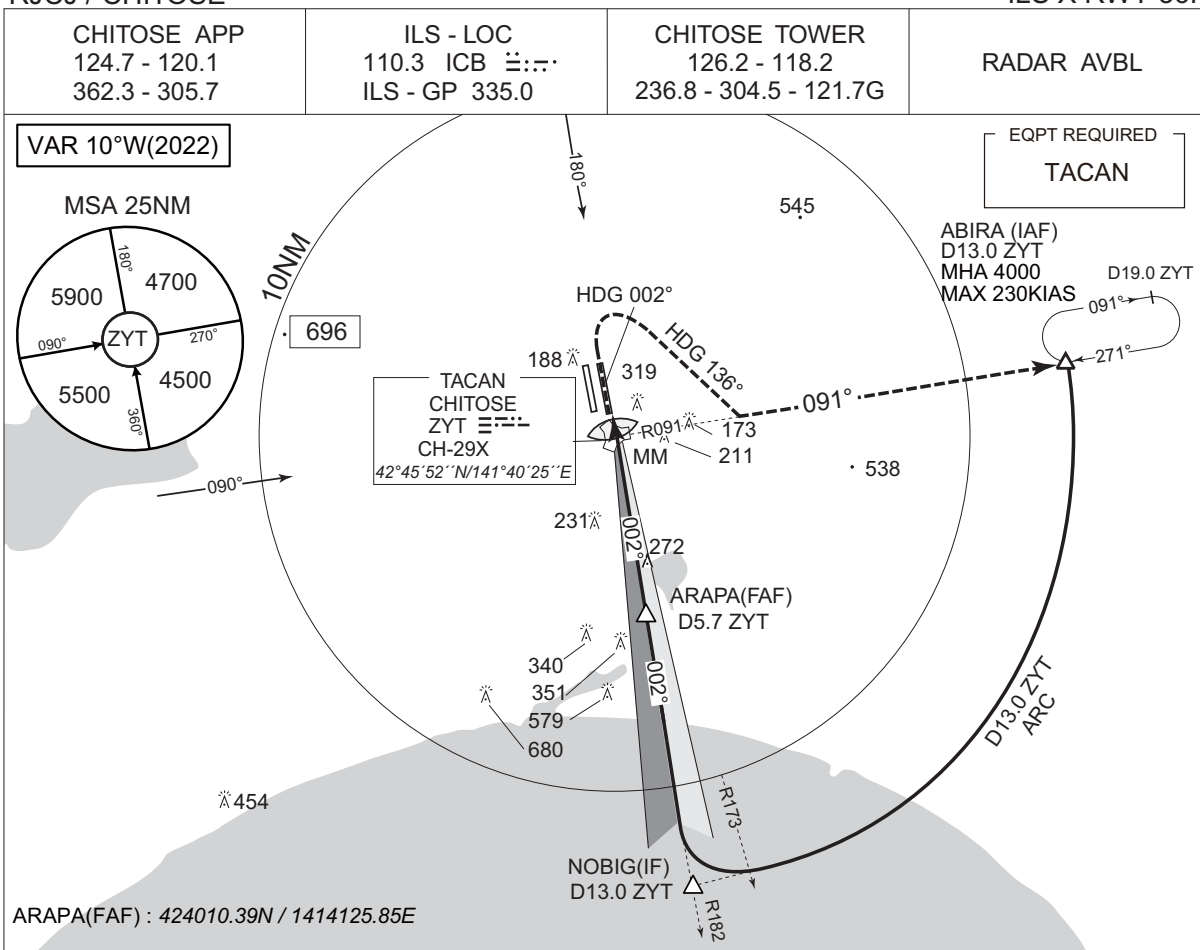 CHITOSE APP
124.7 - 120.1
362.3 - 305.7
ILS - LOC
110.3 ICB
ILS - GP 335.0
CHITOSE TOWER
126.2 - 118.2
236.8 - 304.5 - 121.7G
RADAR AVBL
VAR 10°W(2022)
EQPT REQUIRED
TACAN
MSA 25NM
5900
4700
5500
4500
180°
090°
270°
360°
ZYT
10NM
180°
545
696
ABIRA (IAF)
D13.0 ZYT
MHA 4000
MAX 230KIAS
D19.0 ZYT
091°
271°
HDG 002°
HDG 136°
188
319
091°
TACAN
CHITOSE
ZYT
CH-29X
42°45´52´´N/141°40´25´´E
R091
173
211
MM
538
090°
231
002°
272
ARAPA(FAF)
D5.7 ZYT
002°
340
351
579
680
454
D13.0 ZYT
ARC
R173
NOBIG(IF)
D13.0 ZYT
R182
ARAPA(FAF) : 424010.39N / 1414125.85E